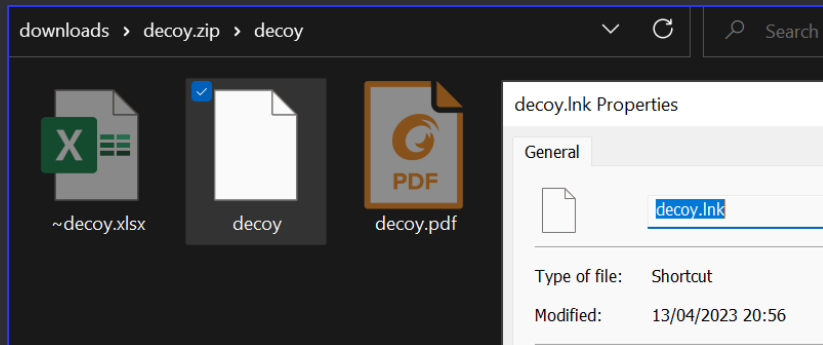 downloads > decoy.zip > decoy
Search
X
PDF
~decoy.xlsx
decoy
decoy.pdf
decoy.lnk Properties
General
decoy.lnk
Type of file: Shortcut
Modified: 13/04/2023 20:56